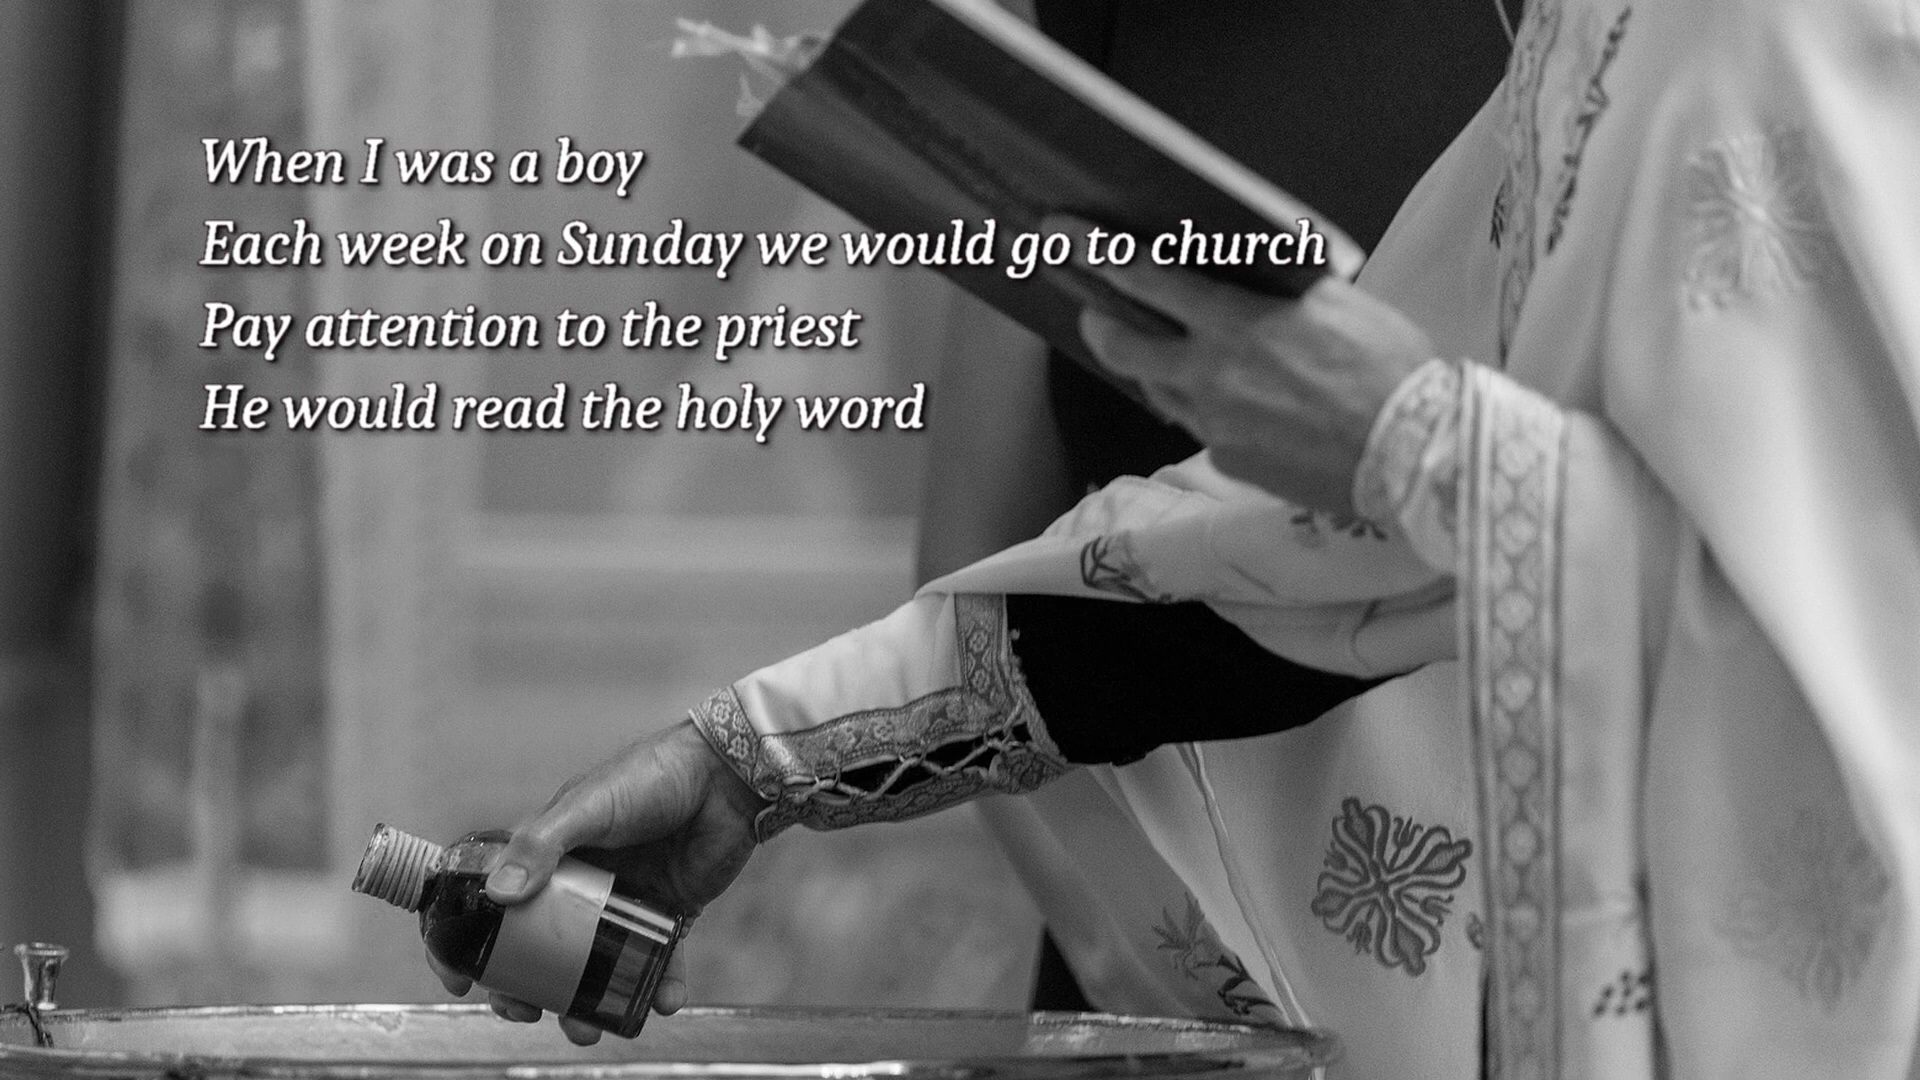 When I was a boy
Each week on Sunday we would go to church
Pay attention to the priest
He would read the holy word